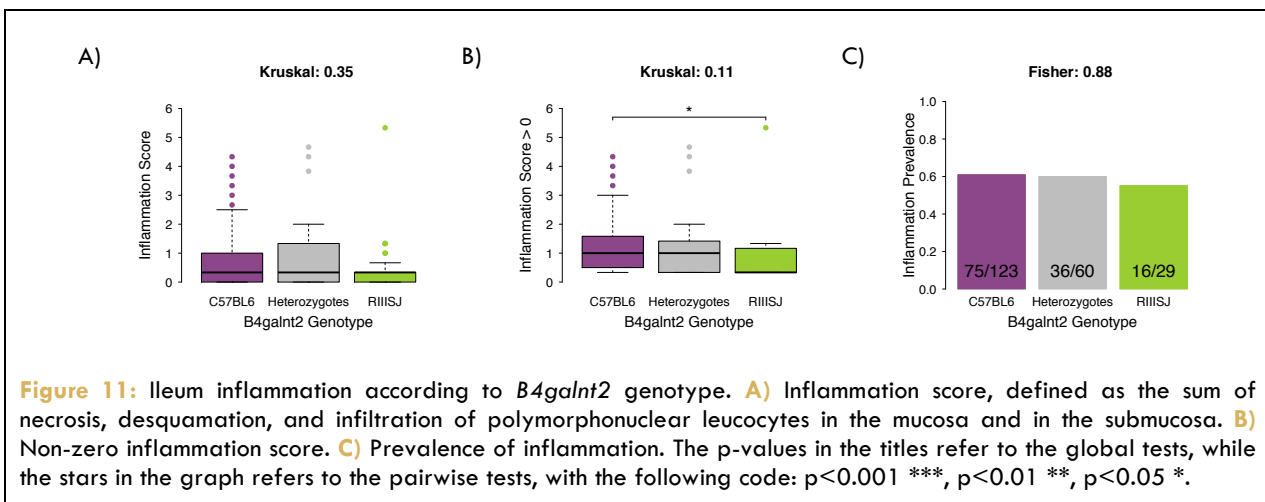 A)
Kruskal: 0.35
Inflammation Score
6
5
4
3
2
1
0
C57BL6 Heterozygotes RIIISJ
B4galnt2 Genotype
B)
Kruskal: 0.11
Inflammation Score > 0
6
5
4
3
2
1
0
*
C57BL6 Heterozygotes RIIISJ
B4galnt2 Genotype
C)
Fisher: 0.88
Inflammation Prevalence
1.0
0.8
0.6
0.4
0.2
0.0
75/123 36/60 16/29
C57BL6 Heterozygotes RIIISJ
B4galnt2 Genotype
Figure 11: Ileum inflammation according to B4galnt2 genotype. A) Inflammation score, defined as the sum of
necrosis, desquamation, and infiltration of polymorphonuclear leucocytes in the mucosa and in the submucosa. B)
Non-zero inflammation score. C) Prevalence of inflammation. The p-values in the titles refer to the global tests, while
the stars in the graph refers to the pairwise tests, with the following code: p<0.001 ***, p<0.01 **, p<0.05 *.